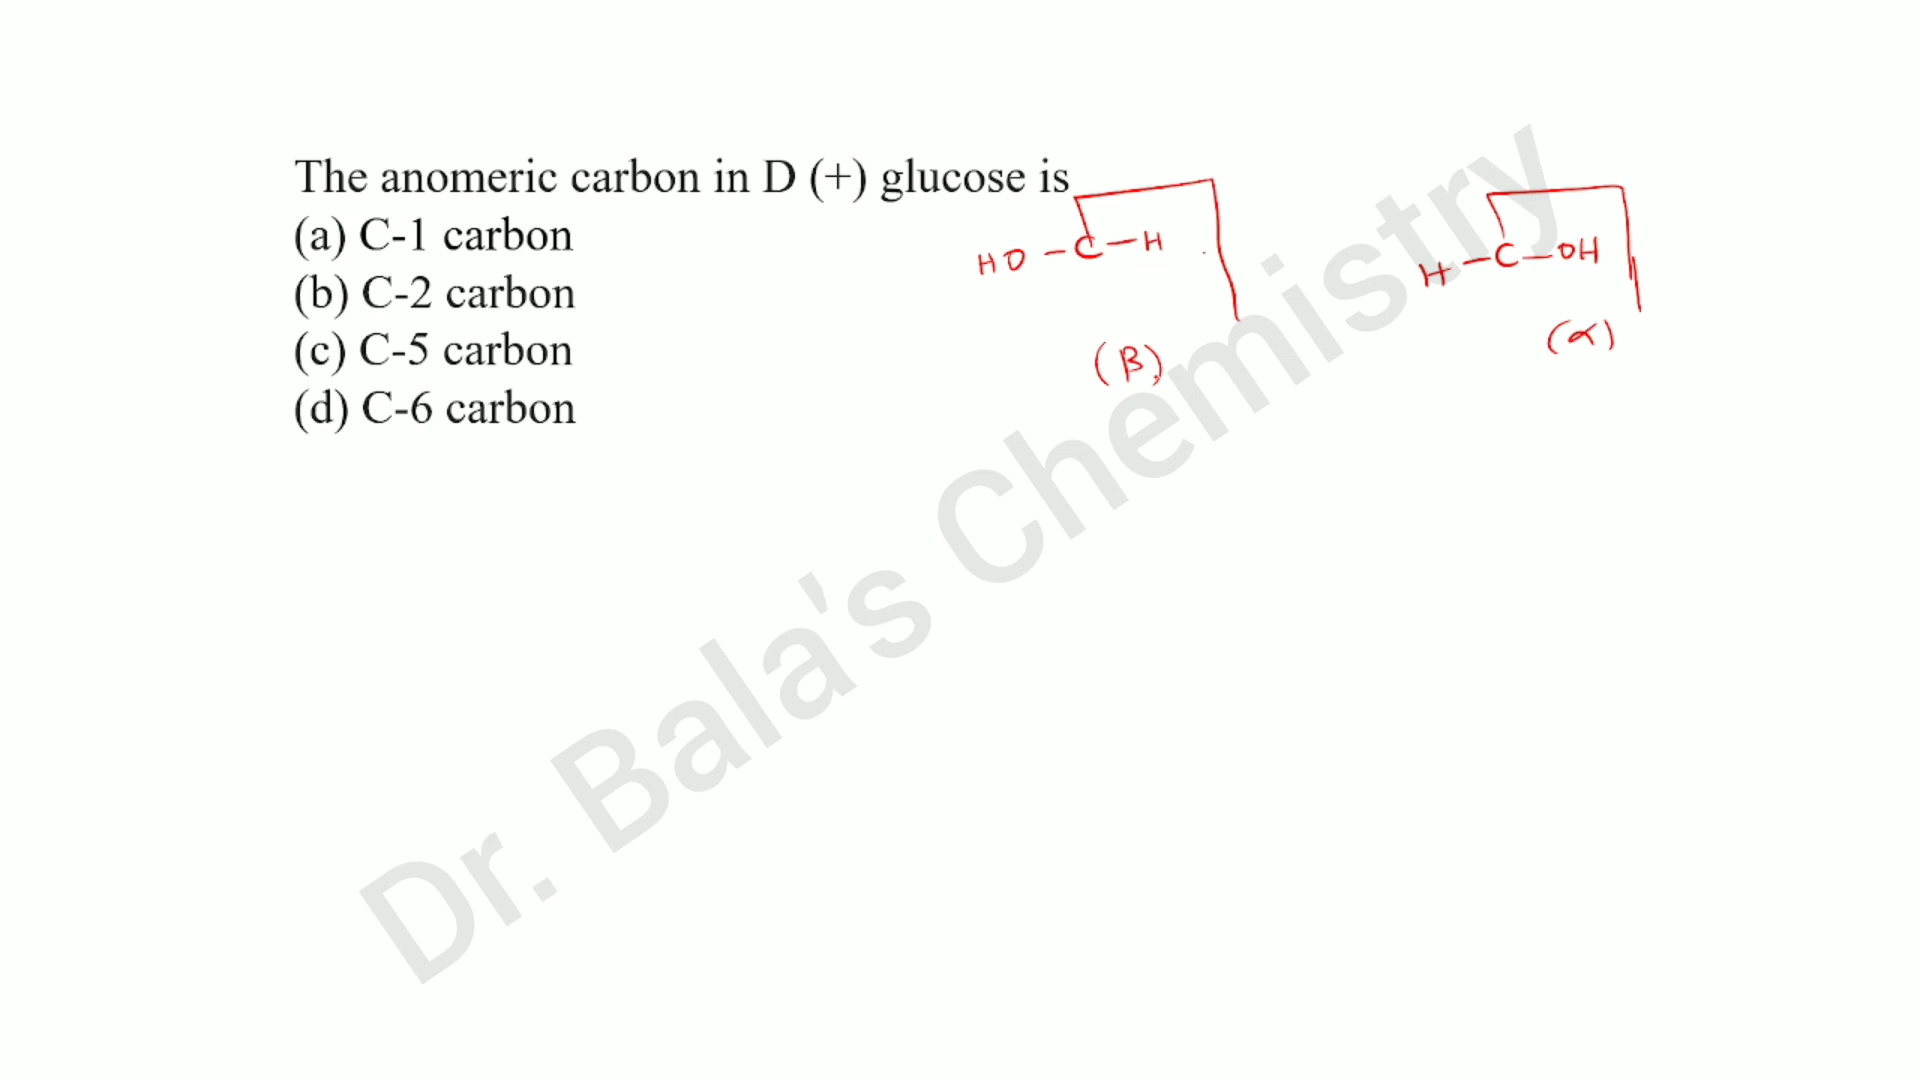 The anomeric carbon in D (+) glucose is
(a) C-1 carbon
(b) C-2 carbon
(c) C-5 carbon
(d) C-6 carbon
HO - C - H
(β)
H - C - OH
(α)
Dr. Bala's Chemistry